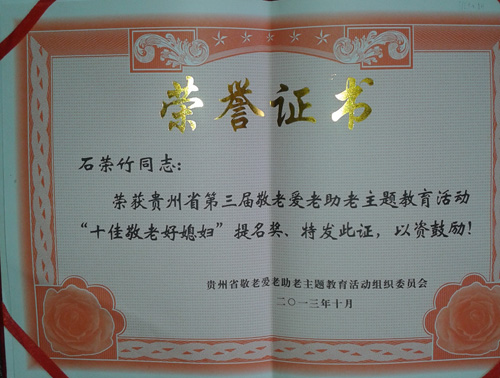 荣誉证书
石荣竹同志：
荣获贵州省第三届敬老爱老助老主题教育活动
“十佳敬老好媳妇”提名奖、特发此证，以资鼓励！
贵州省敬老爱老助老主题教育活动组织委员会
二〇一三年十月